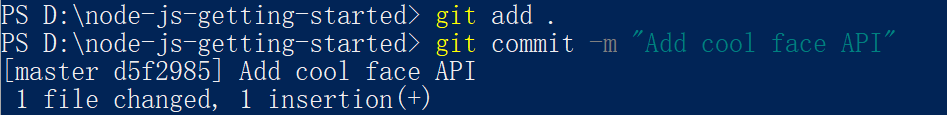 PS D:\node-js-getting-started> git add .
PS D:\node-js-getting-started> git commit -m "Add cool face API"
[master d5f2985] Add cool face API
 1 file changed, 1 insertion(+)